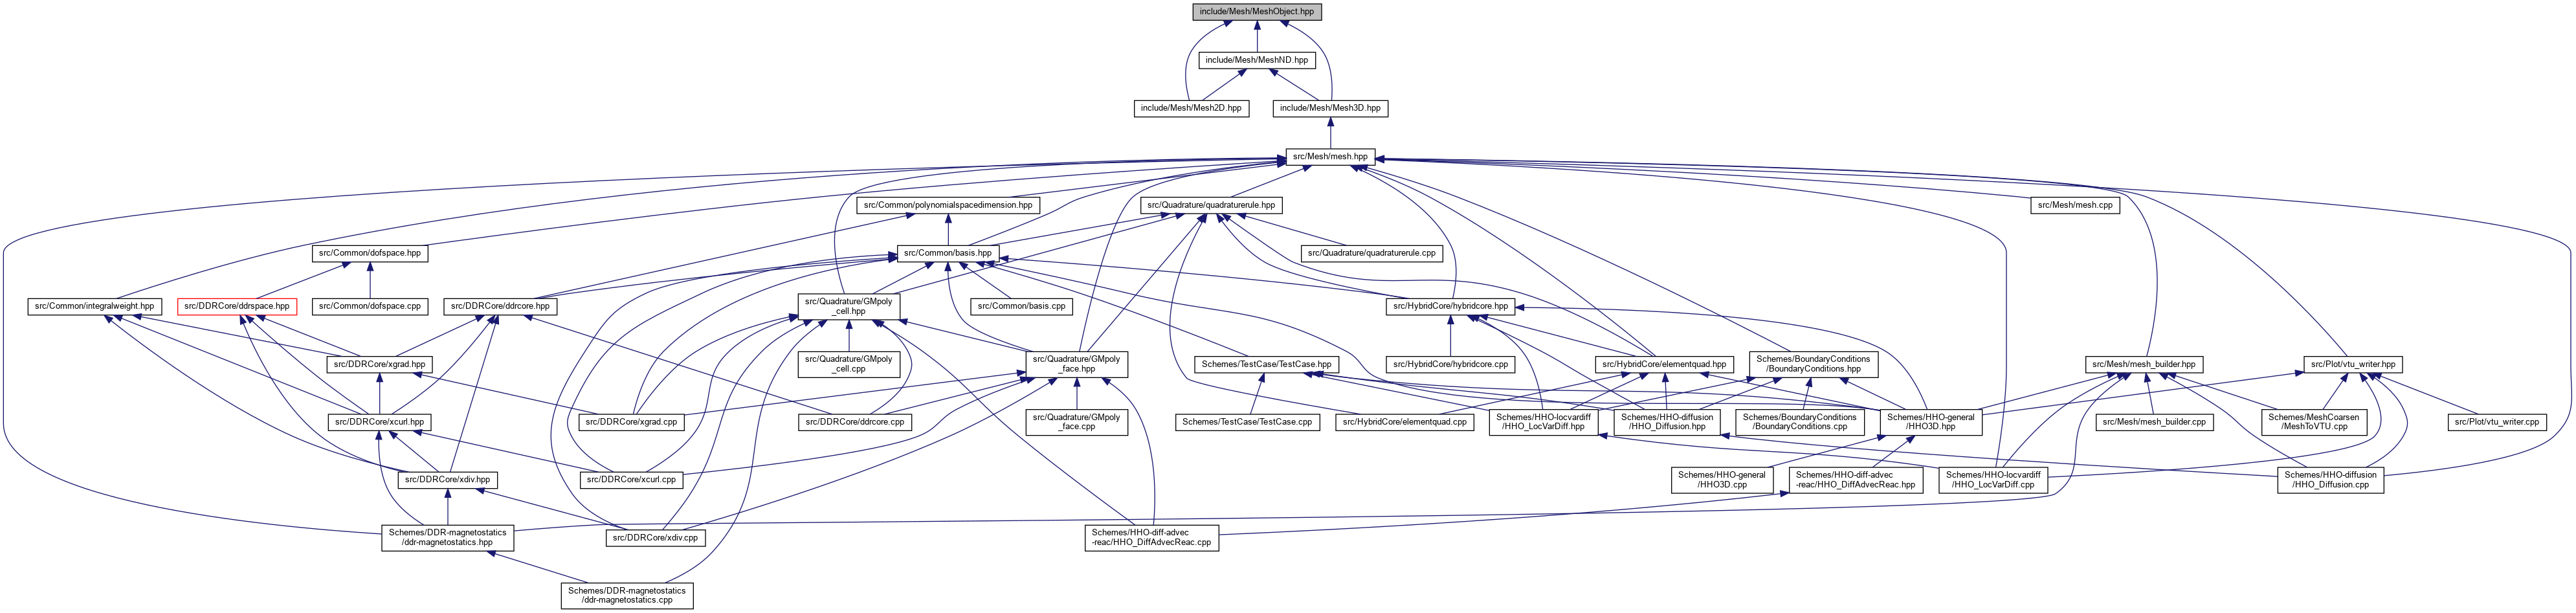 include/Mesh/MeshObject.hpp
include/Mesh/MeshND.hpp
include/Mesh/Mesh2D.hpp
include/Mesh/Mesh3D.hpp
src/Mesh/mesh.hpp
src/Common/polynomialspacedimension.hpp
src/Quadrature/quadraturerule.hpp
src/Mesh/mesh.cpp
src/Common/dofspace.hpp
src/Common/basis.hpp
src/Quadrature/quadraturerule.cpp
src/Common/integralweight.hpp
src/DDRCore/ddrspace.hpp
src/Common/dofspace.cpp
src/DDRCore/ddrcore.hpp
src/Quadrature/GMpoly
_cell.hpp
src/Common/basis.cpp
src/HybridCore/hybridcore.hpp
src/DDRCore/xgrad.hpp
src/Quadrature/GMpoly
_cell.cpp
src/Quadrature/GMpoly
_face.hpp
Schemes/TestCase/TestCase.hpp
src/HybridCore/hybridcore.cpp
src/HybridCore/elementquad.hpp
Schemes/BoundaryConditions
/BoundaryConditions.hpp
src/Mesh/mesh_builder.hpp
src/Plot/vtu_writer.hpp
src/DDRCore/xcurl.hpp
src/DDRCore/xgrad.cpp
src/DDRCore/ddrcore.cpp
src/Quadrature/GMpoly
_face.cpp
Schemes/TestCase/TestCase.cpp
src/HybridCore/elementquad.cpp
Schemes/HHO-locvardiff
/HHO_LocVarDiff.hpp
Schemes/HHO-diffusion
/HHO_Diffusion.hpp
Schemes/BoundaryConditions
/BoundaryConditions.cpp
Schemes/HHO-general
/HHO3D.hpp
src/Mesh/mesh_builder.cpp
Schemes/MeshCoarsen
/MeshToVTU.cpp
src/Plot/vtu_writer.cpp
src/DDRCore/xdiv.hpp
src/DDRCore/xcurl.cpp
Schemes/HHO-general
/HHO3D.cpp
Schemes/HHO-diff-advec
-reac/HHO_DiffAdvecReac.hpp
Schemes/HHO-locvardiff
/HHO_LocVarDiff.cpp
Schemes/HHO-diffusion
/HHO_Diffusion.cpp
Schemes/DDR-magnetostatics
/ddr-magnetostatics.hpp
src/DDRCore/xdiv.cpp
Schemes/HHO-diff-advec
-reac/HHO_DiffAdvecReac.cpp
Schemes/DDR-magnetostatics
/ddr-magnetostatics.cpp